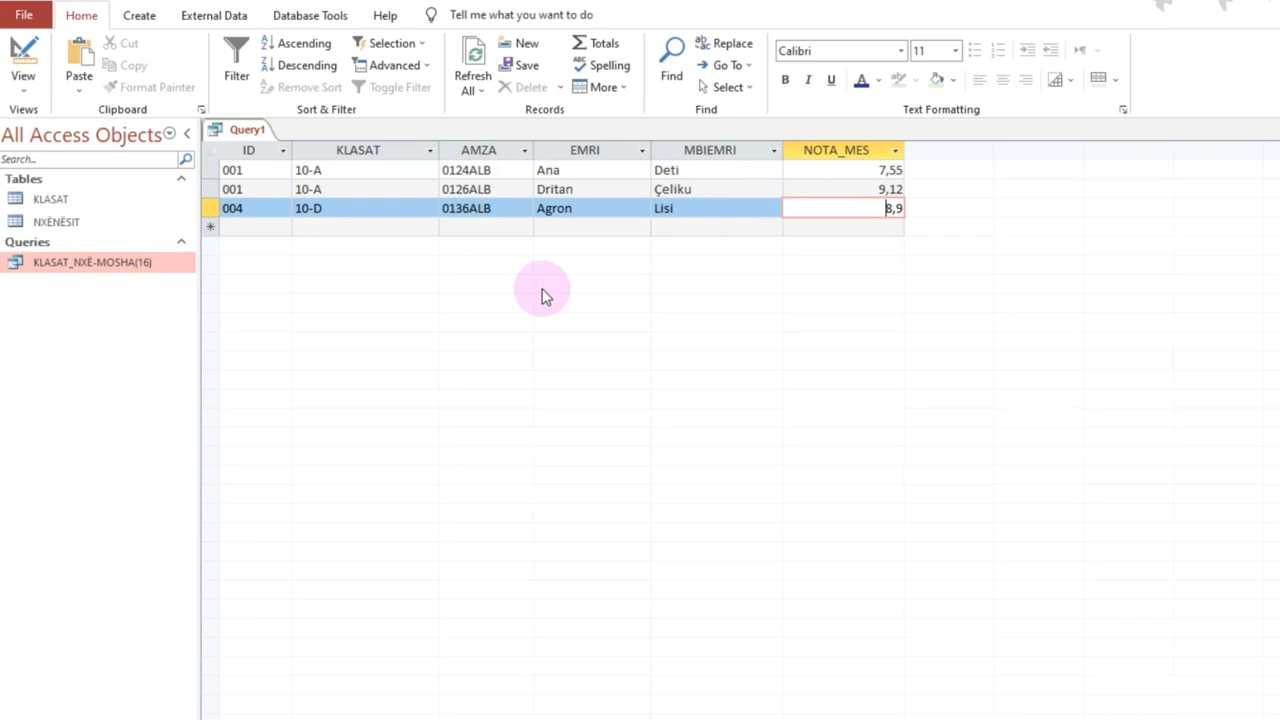 File Home Create External Data Database Tools Help Tell me what you want to do
View
Views
Paste
Cut
Copy
Format Painter
Clipboard
Filter
Ascending
Descending
Remove Sort
Selection
Advanced
Toggle Filter
Sort & Filter
Refresh
All
New
Save
Delete
Totals
Spelling
More
Records
Find
Replace
Go To
Select
Find
Calibri 11
B I U A
Text Formatting
All Access Objects
Search...
Tables
KLASAT
NXËNËSIT
Queries
KLASAT_NXË-MOSHA(16)
Query1
ID KLASAT AMZA EMRI MBIEMRI NOTA_MES
001 10-A 0124ALB Ana Deti 7,55
001 10-A 0126ALB Dritan Çeliku 9,12
004 10-D 0136ALB Agron Lisi 8,9